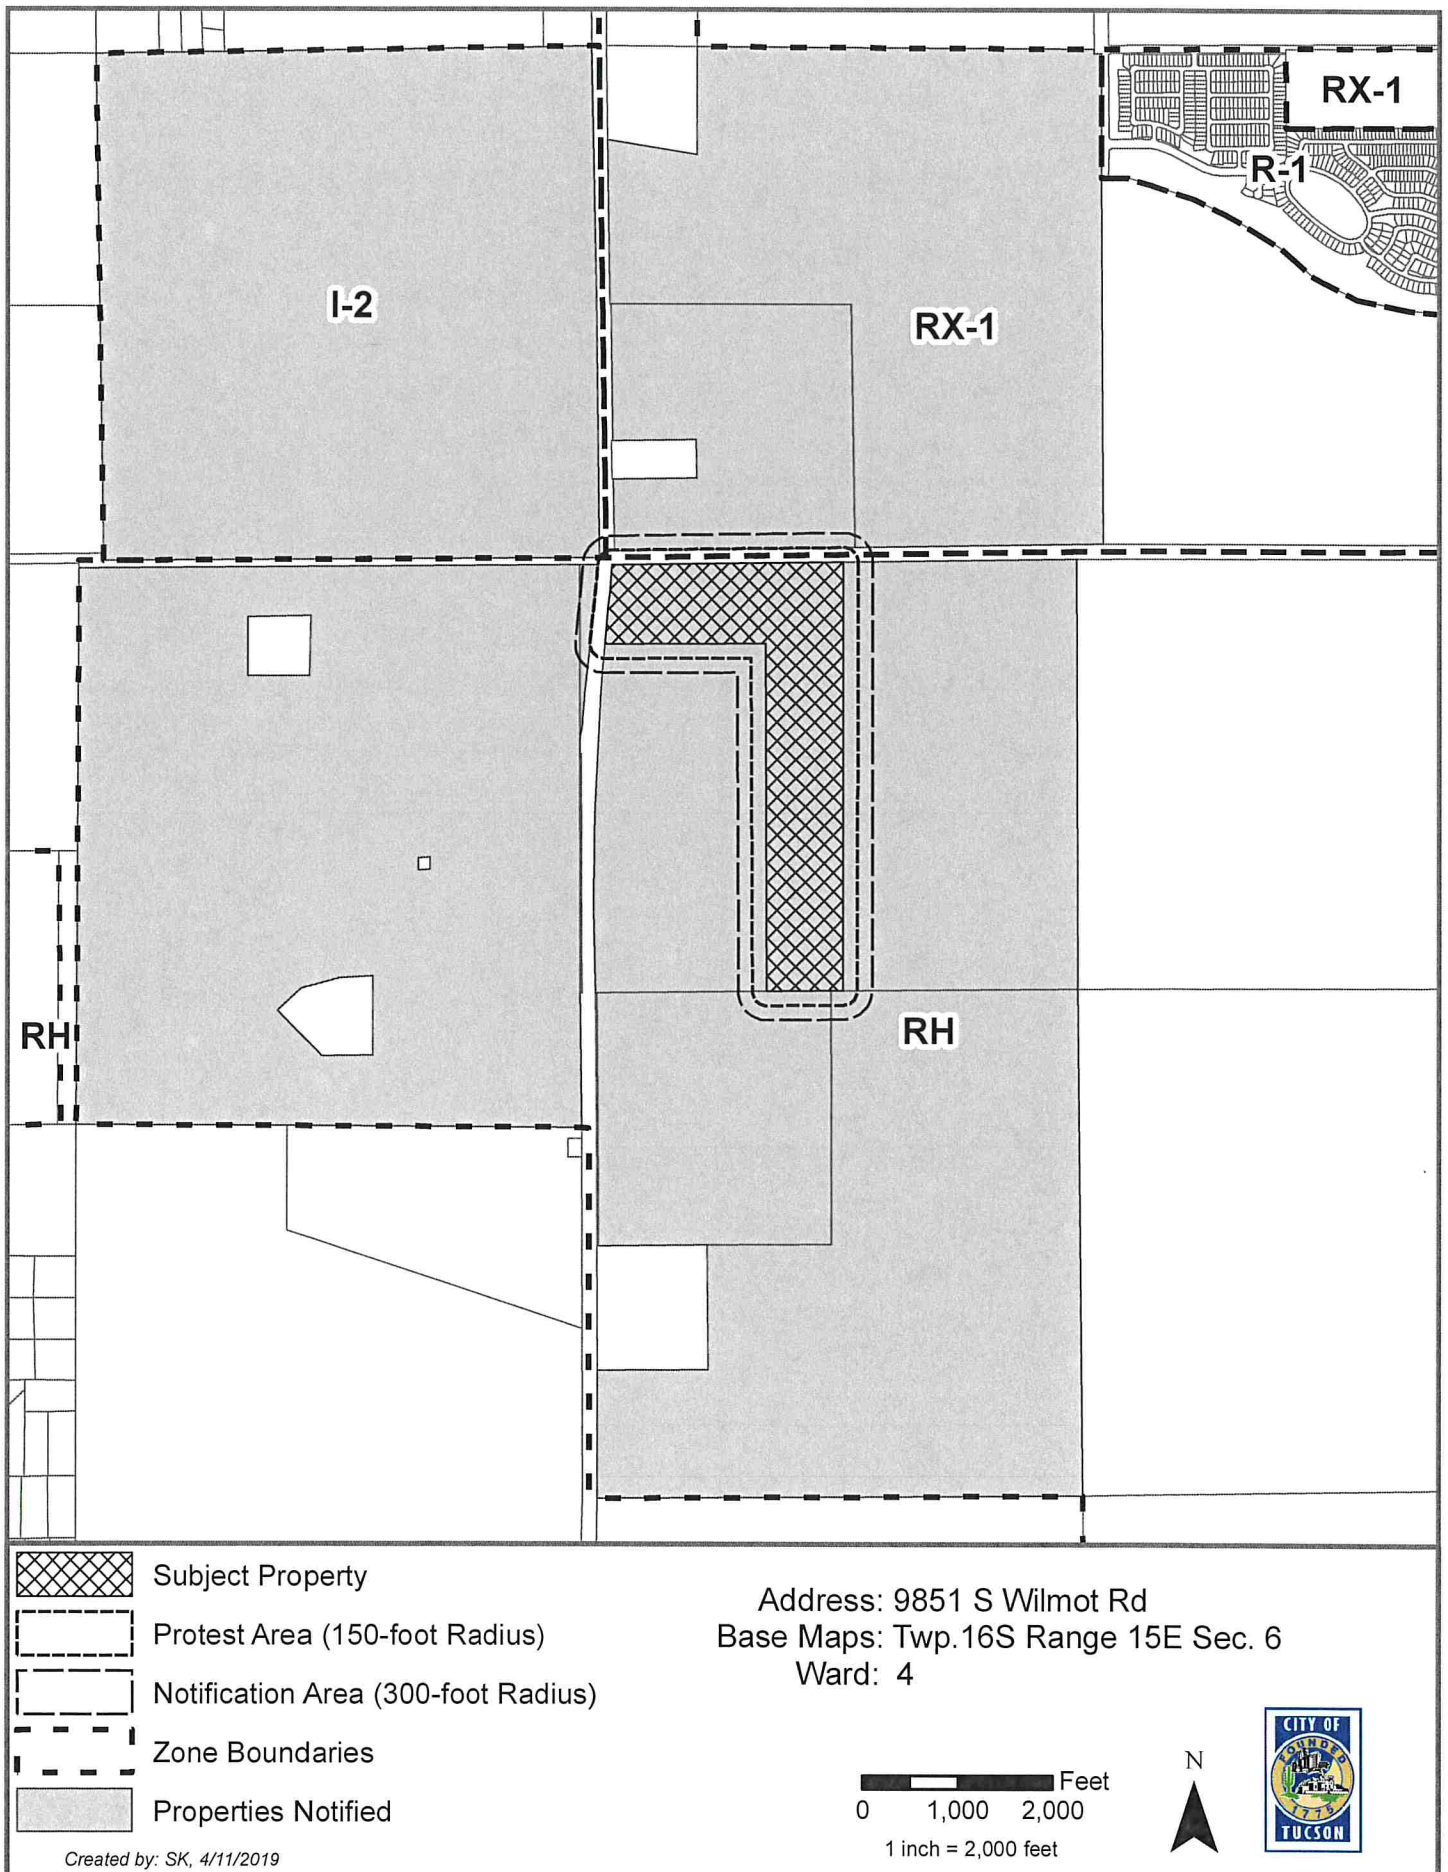 RX-1
R-1
I-2
RX-1
RH
RH
Subject Property
Protest Area (150-foot Radius)
Notification Area (300-foot Radius)
Zone Boundaries
Properties Notified
Created by: SK, 4/11/2019
Address: 9851 S Wilmot Rd
Base Maps: Twp.16S Range 15E Sec. 6
Ward: 4
Feet
0 1,000 2,000
1 inch = 2,000 feet
N
CITY OF
FOUNDED
1775
TUCSON